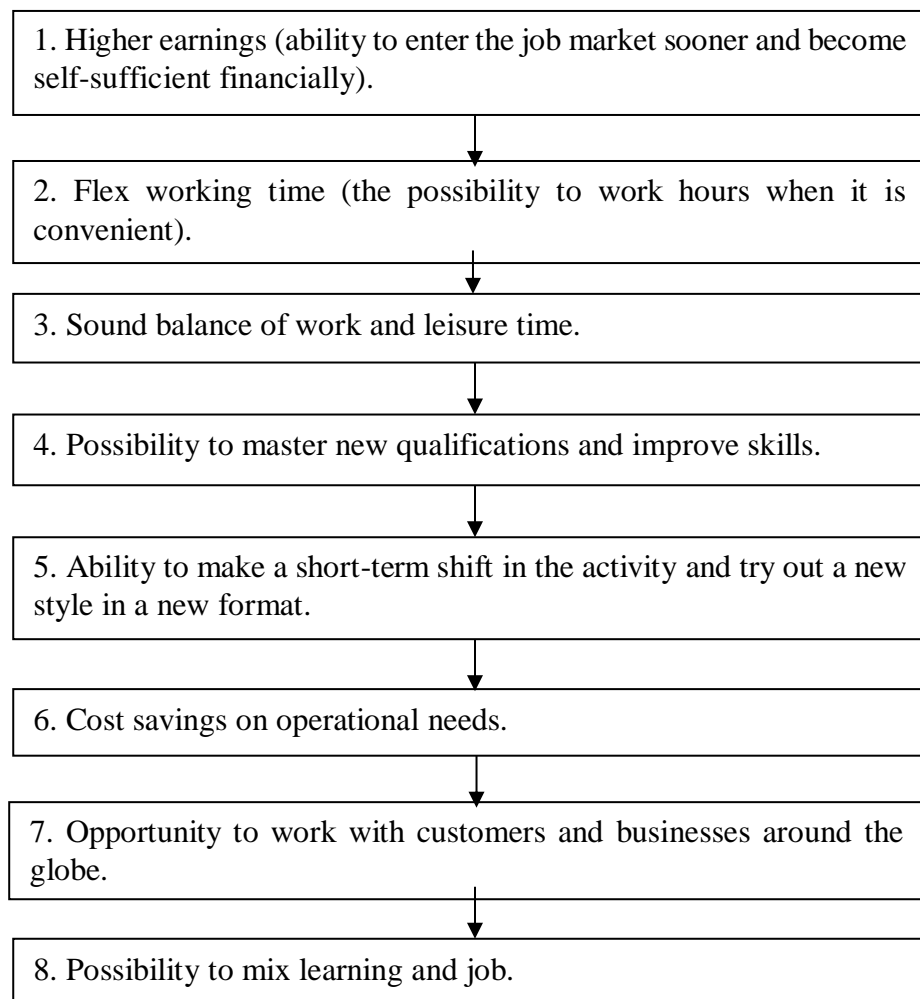 1. Higher earnings (ability to enter the job market sooner and become
self-sufficient financially).
2. Flex working time (the possibility to work hours when it is
convenient).
3. Sound balance of work and leisure time.
4. Possibility to master new qualifications and improve skills.
5. Ability to make a short-term shift in the activity and try out a new
style in a new format.
6. Cost savings on operational needs.
7. Opportunity to work with customers and businesses around the
globe.
8. Possibility to mix learning and job.